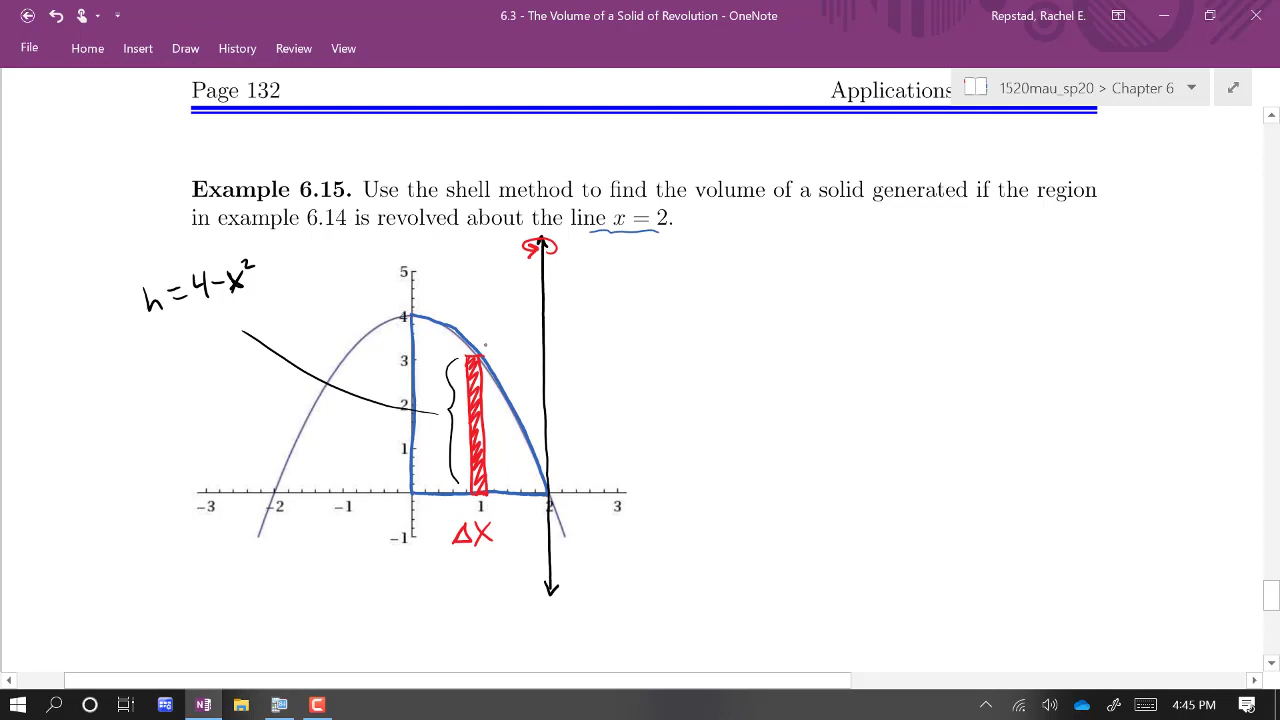 6.3 - The Volume of a Solid of Revolution - OneNote
Repstad, Rachel E.
File Home Insert Draw History Review View
Page 132
Applications
1520mau_sp20 > Chapter 6
Example 6.15. Use the shell method to find the volume of a solid generated if the region
in example 6.14 is revolved about the line x = 2.
h = 4 - x²
5
4
3
2
1
-3 -2 -1 1 2 3
-1
ΔX
4:45 PM